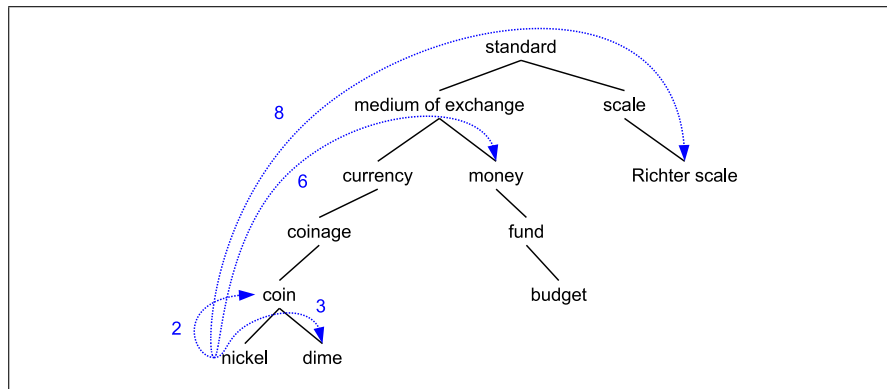 standard
8
medium of exchange
scale
6
currency
money
Richter scale
coinage
fund
coin
budget
2
3
nickel
dime